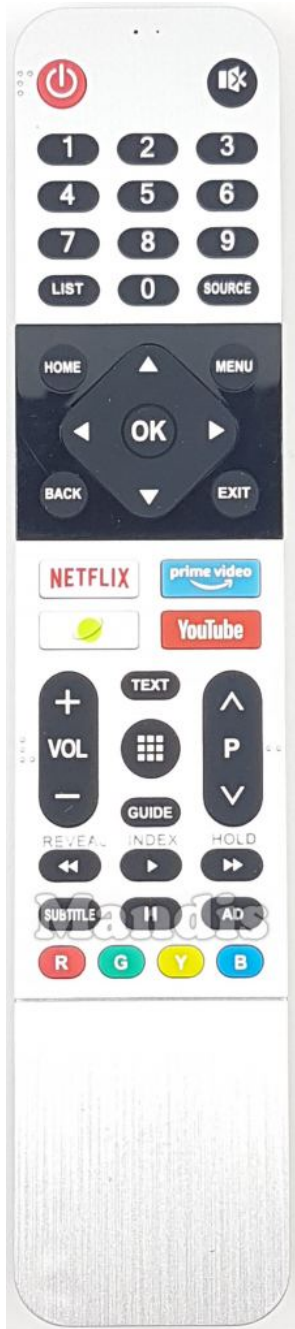 1 2 3
4 5 6
7 8 9
LIST 0 SOURCE
HOME MENU
OK
BACK EXIT
NETFLIX prime video
YouTube
TEXT
+ VOL - P
GUIDE
REVEAL INDEX HOLD
SUBTITLE AD
Mandis
R G Y B